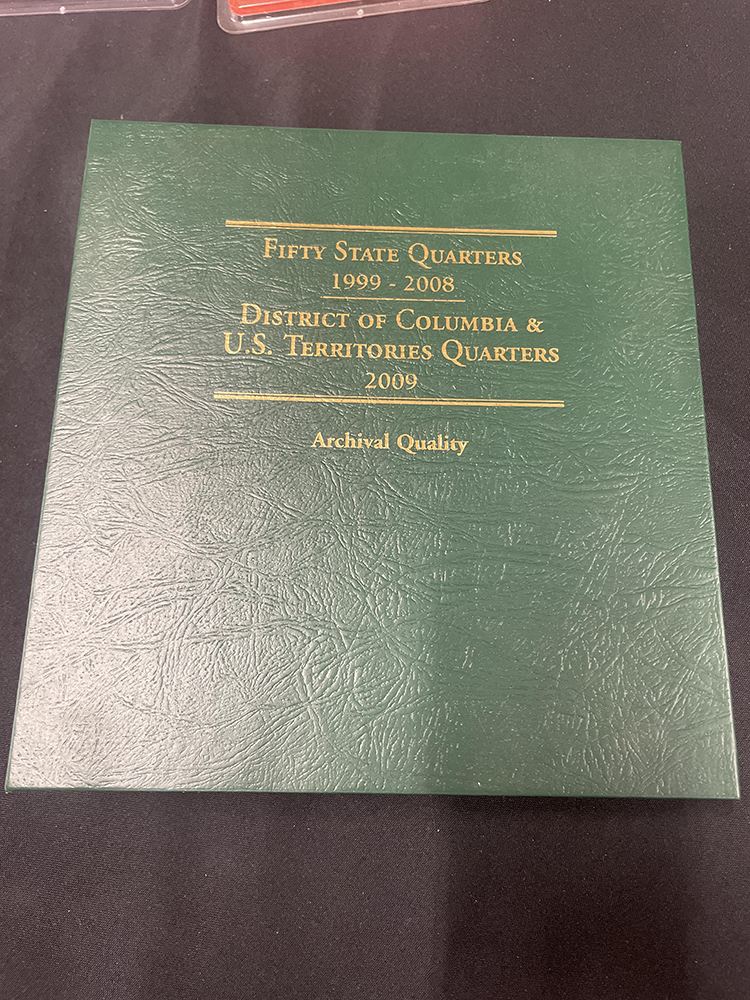 Fifty State Quarters
1999 - 2008
District of Columbia &
U.S. Territories Quarters
2009
Archival Quality